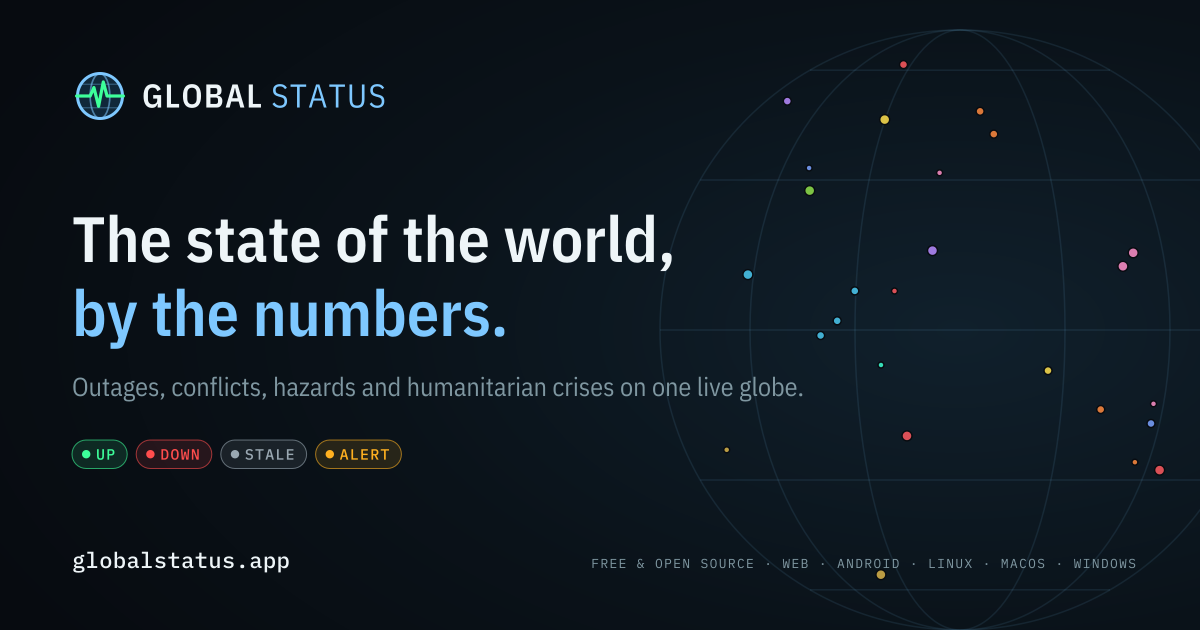 GLOBAL STATUS
The state of the world,
by the numbers.
Outages, conflicts, hazards and humanitarian crises on one live globe.
UP DOWN STALE ALERT
globalstatus.app
FREE & OPEN SOURCE · WEB · ANDROID · LINUX · MACOS · WINDOWS